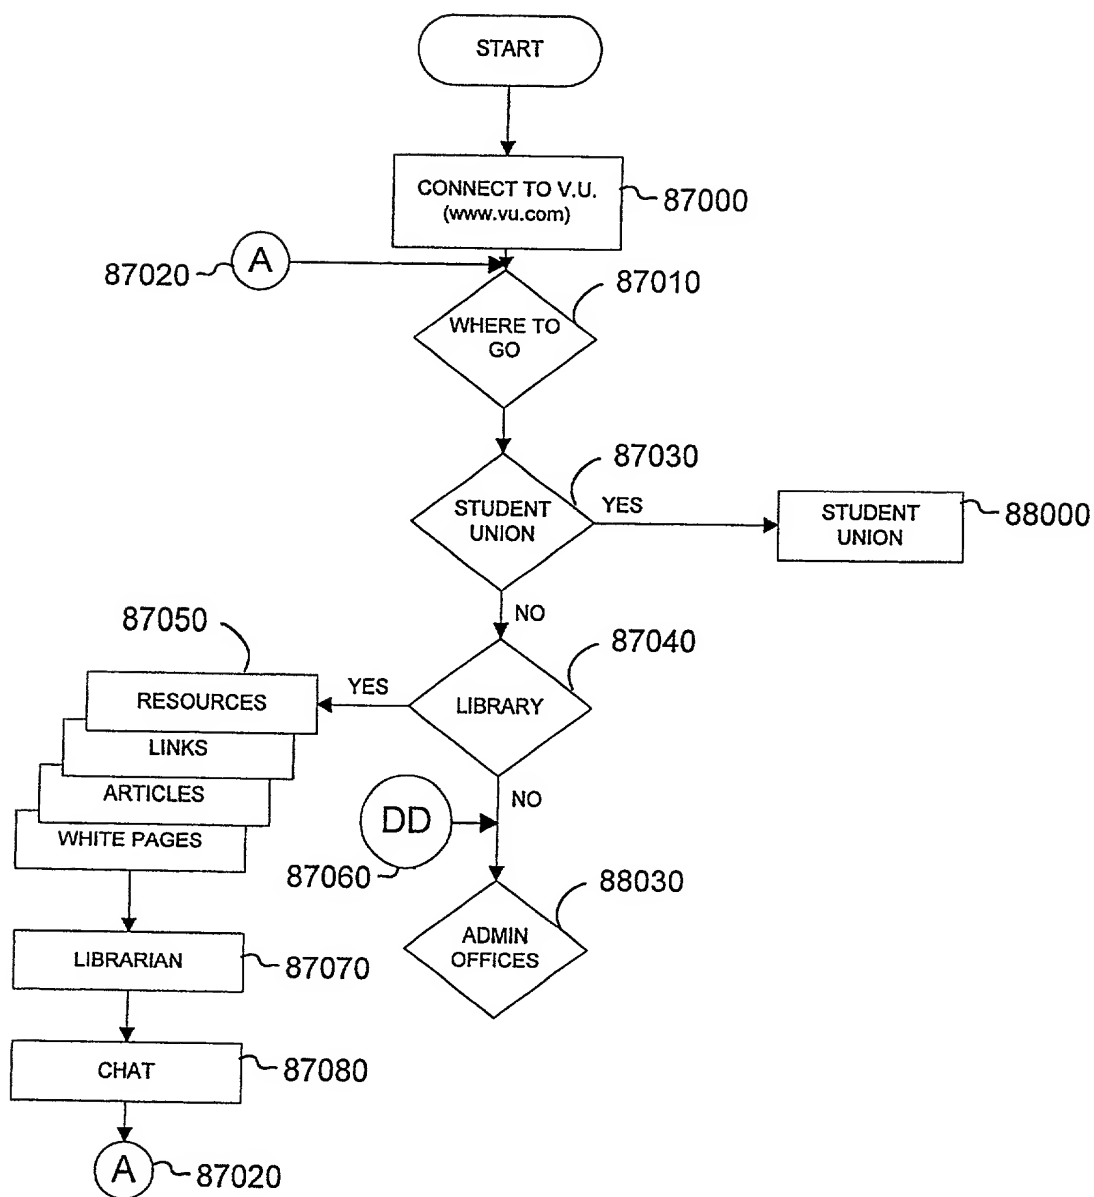 START
CONNECT TO V.U.
(www.vu.com)
87000
A
87020
87010
WHERE TO
GO
87030
STUDENT
UNION
YES
STUDENT
UNION
88000
NO
87050
87040
RESOURCES
YES
LIBRARY
LINKS
ARTICLES
WHITE PAGES
NO
DD
87060
88030
ADMIN
OFFICES
LIBRARIAN
87070
CHAT
87080
A
87020